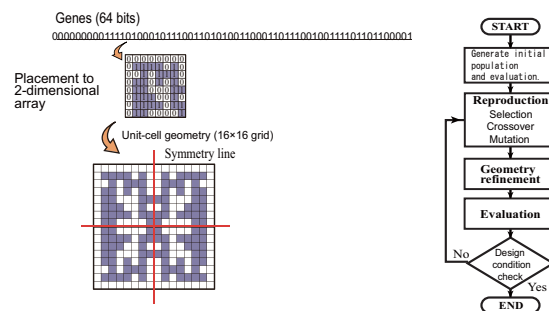 Genes (64 bits)
Placement to
2-dimensional
array
Unit-cell geometry (16×16 grid)
Symmetry line
START
Generate initial
population
and evaluation.
Reproduction
Selection
Crossover
Mutation
Geometry
refinement
Evaluation
Design
condition
check
No
Yes
END